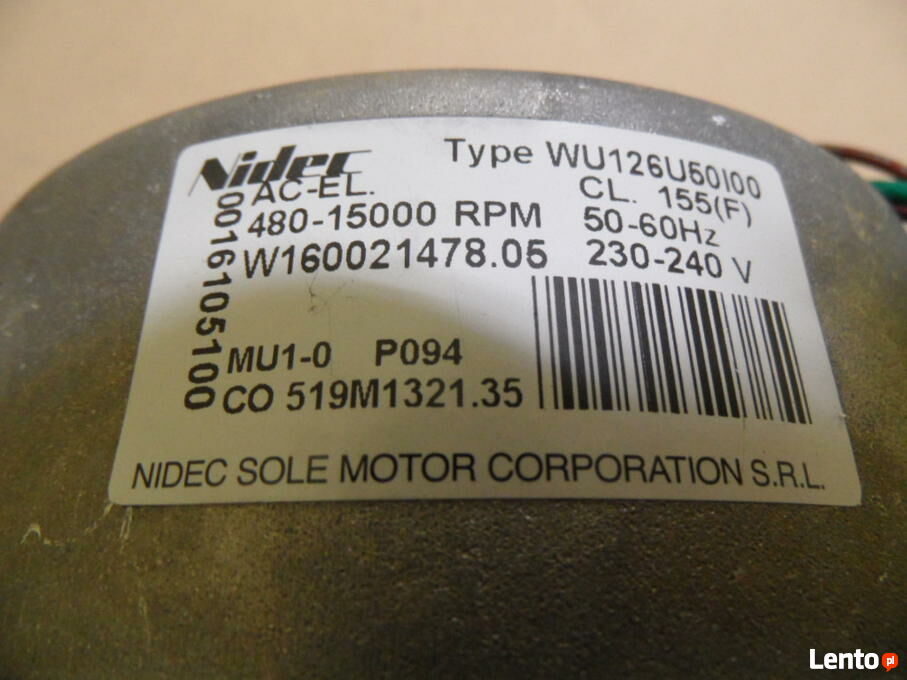 Nidec
Type WU126U50I00
AC-EL.
CL. 155(F)
480-15000 RPM
50-60Hz
W160021478.05
230-240 V
0016105100
MU1-0 P094
CO 519M1321.35
NIDEC SOLE MOTOR CORPORATION S.R.L.
Lento pl